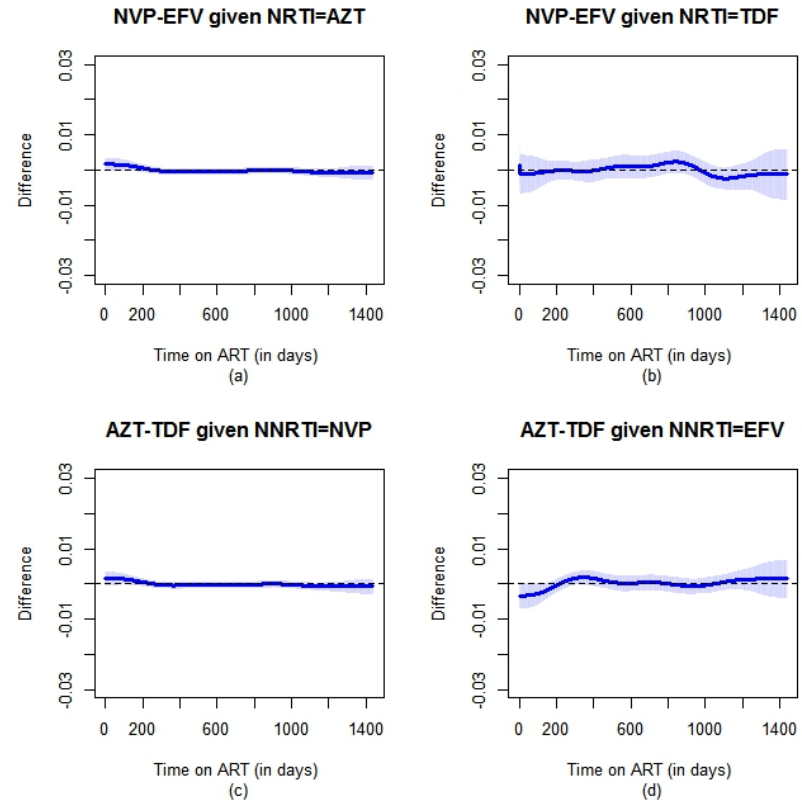 NVP-EFV given NRTI=AZT
NVP-EFV given NRTI=TDF
Difference
0.03
0.01
-0.01
-0.03
0 200 600 1000 1400
Time on ART (in days)
(a)
Difference
0.03
0.01
-0.01
-0.03
0 200 600 1000 1400
Time on ART (in days)
(b)
AZT-TDF given NNRTI=NVP
AZT-TDF given NNRTI=EFV
Difference
0.03
0.01
-0.01
-0.03
0 200 600 1000 1400
Time on ART (in days)
(c)
Difference
0.03
0.01
-0.01
-0.03
0 200 600 1000 1400
Time on ART (in days)
(d)